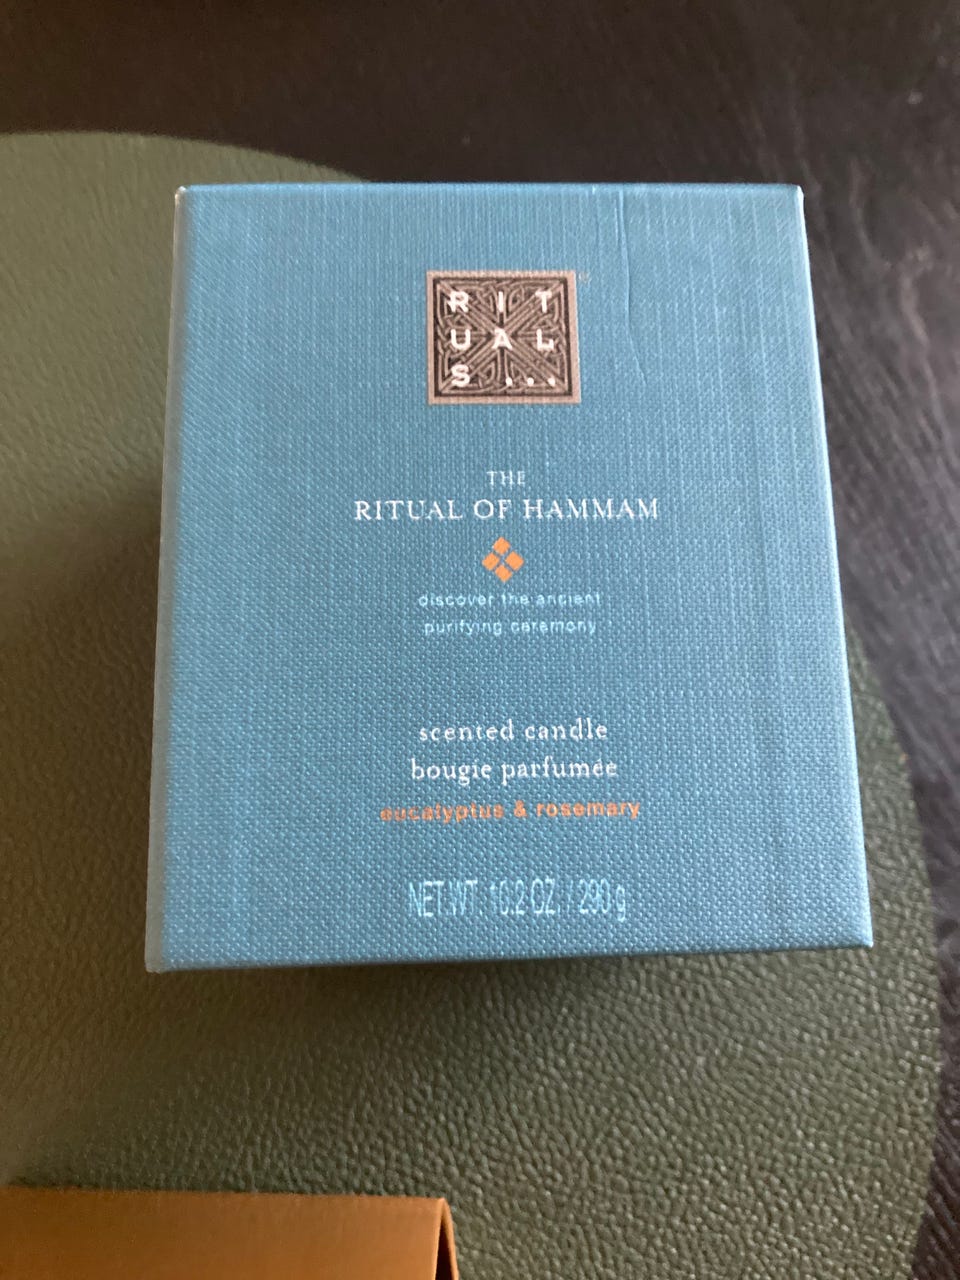 RIT
UAL
S...
THE
RITUAL OF HAMMAM
discover the ancient
purifying ceremony
scented candle
bougie parfumée
eucalyptus & rosemary
NET.WT. 10.2 OZ. / 290 g